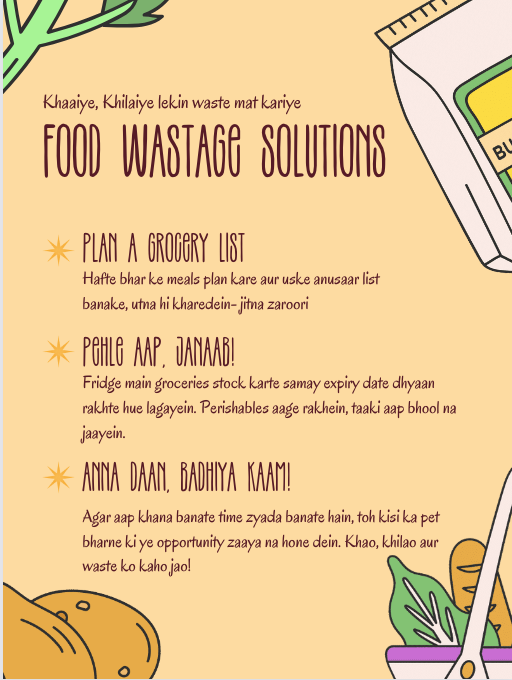 Khaaiye, Khilaiye lekin waste mat kariye
FOOD WASTAGE SOLUTIONS
BU
PLAN A GROCERY LIST
Hafte bhar ke meals plan kare aur uske anusaar list
banake, utna hi kharedein- jitna zaroori
PEHLE AAP, JANAAB!
Fridge main groceries stock karte samay expiry date dhyaan
rakhte hue lagayein. Perishables aage rakhein, taaki aap bhool na
jaayein.
ANNA DAAN, BADHIYA KAAM!
Agar aap khana banate time zyada banate hain, toh kisi ka pet
bharne ki ye opportunity zaaya na hone dein. Khao, khilao aur
waste ko kaho jao!